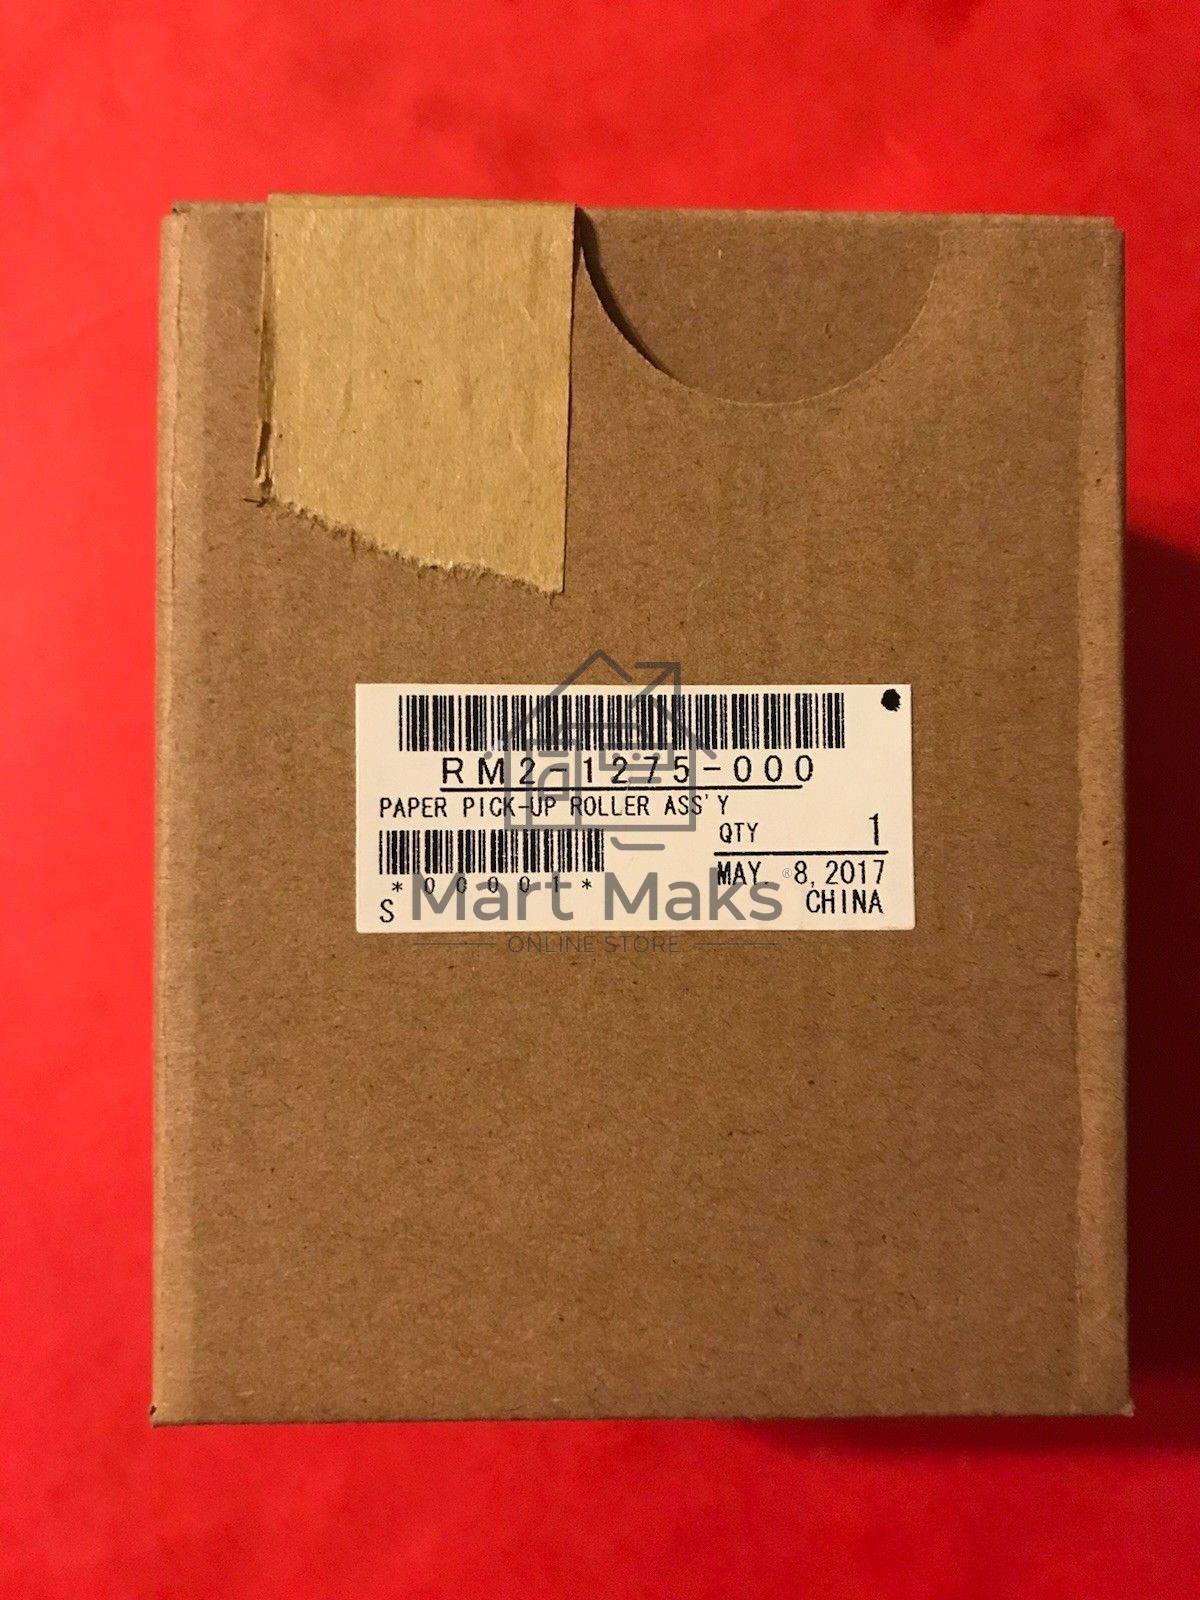 RM2-1275-000
PAPER PICK-UP ROLLER ASS'Y
QTY 1
*00001*
MAY. 8,2017
S
CHINA
Mart Maks®
ONLINE STORE